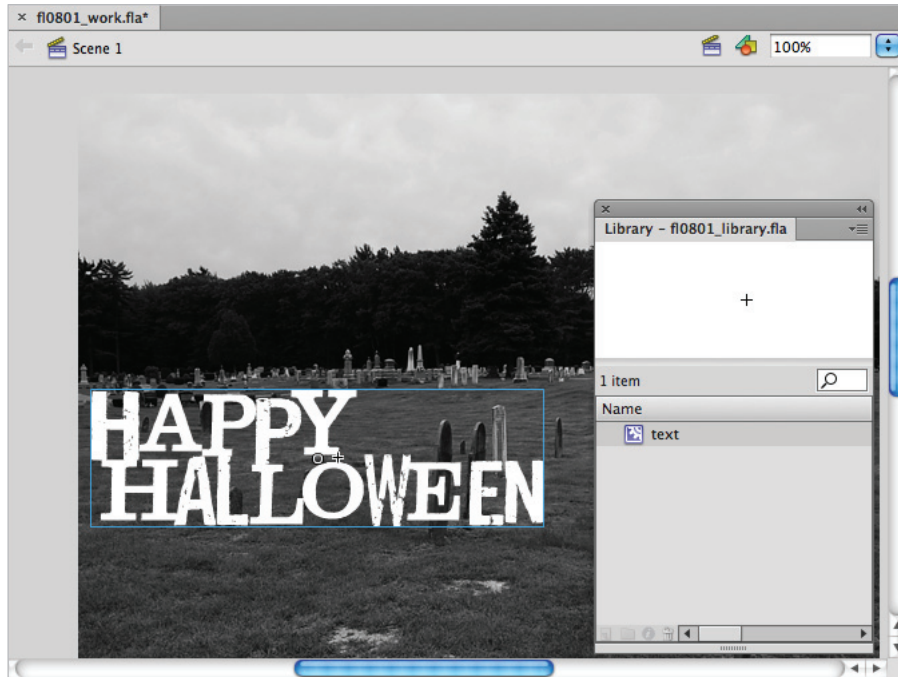 fl0801_work.fla*
Scene 1
100%
Library - fl0801_library.fla
1 item
Name
text
HAPPY
HALLOWEEN